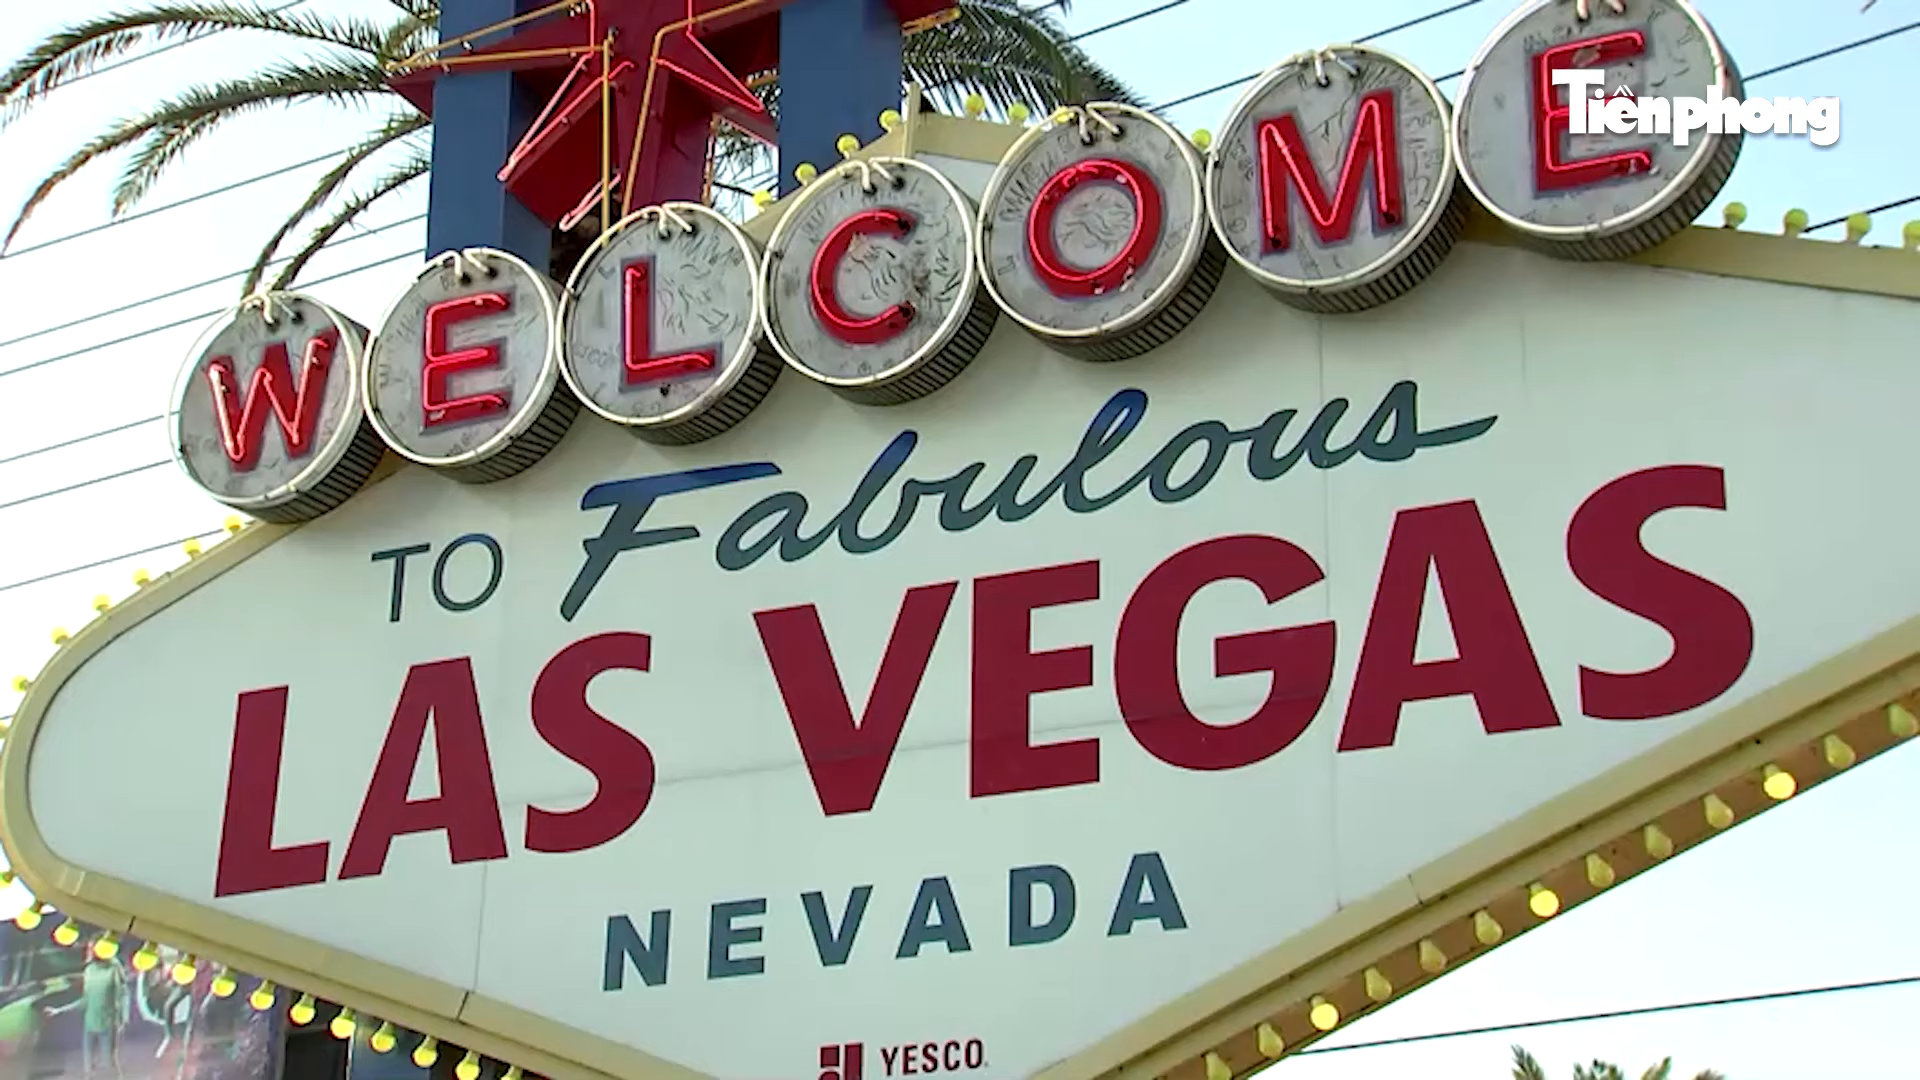 Tiềnphong
WELCOME
TO Fabulous
LAS VEGAS
NEVADA
YESCO